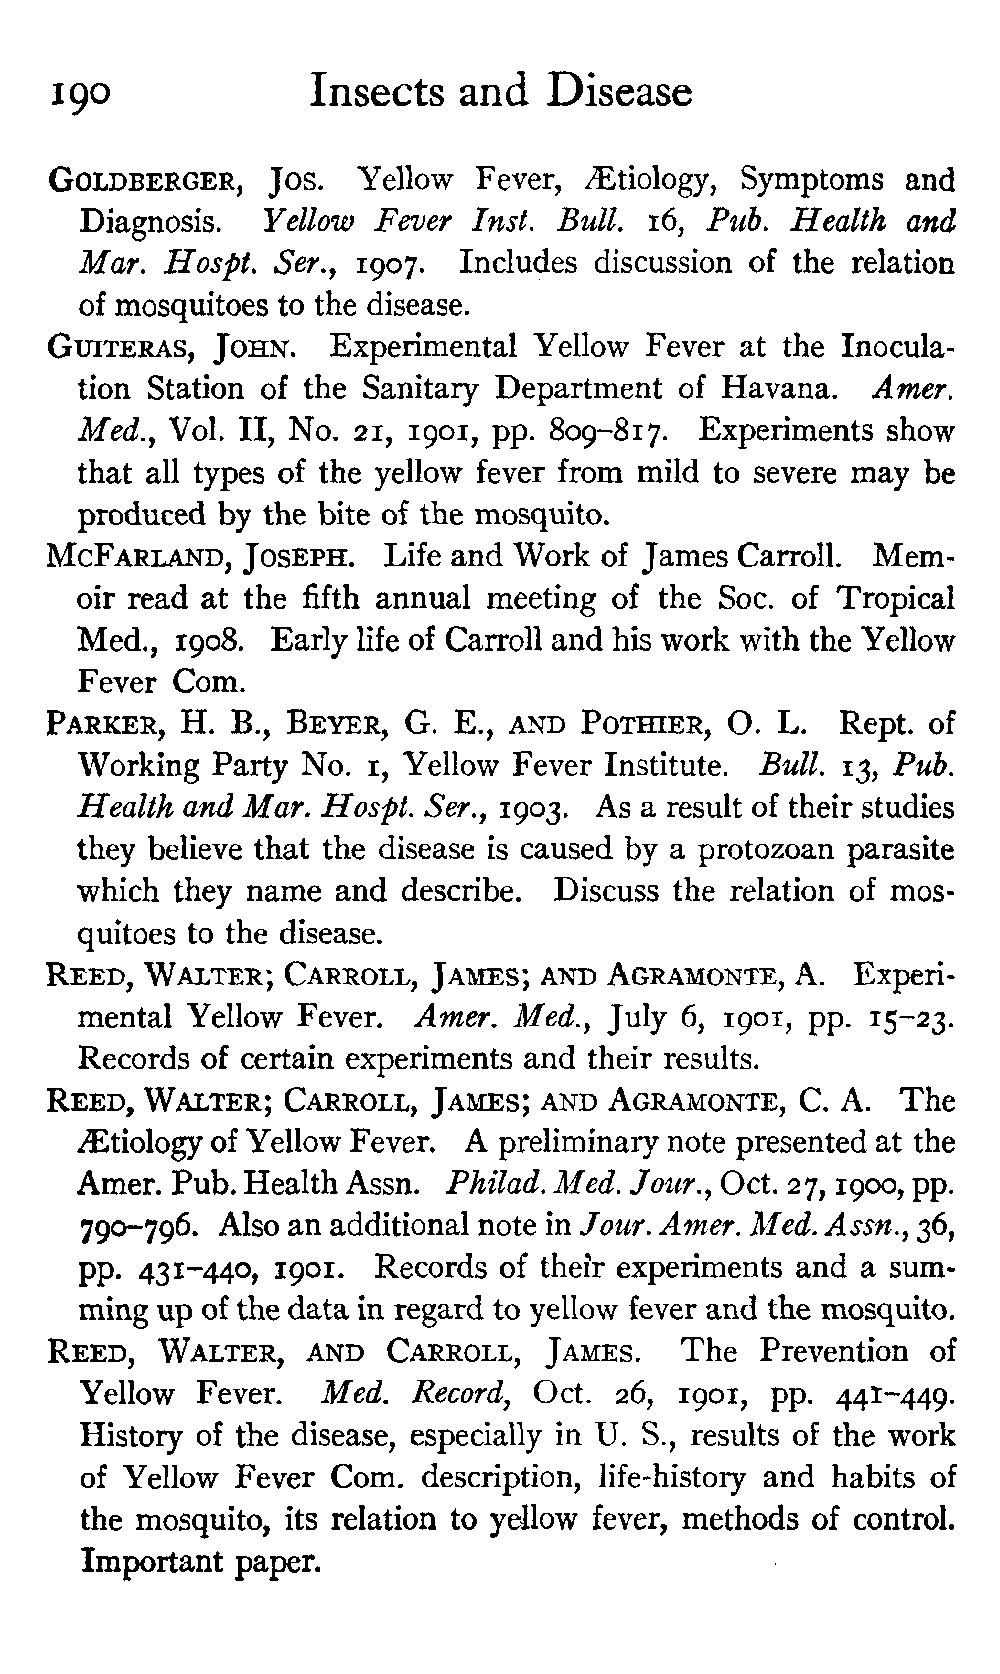 190 Insects and Disease
GOLDBERGER, JOS. Yellow Fever, Ætiology, Symptoms and
Diagnosis. Yellow Fever Inst. Bull. 16, Pub. Health and
Mar. Hospt. Ser., 1907. Includes discussion of the relation
of mosquitoes to the disease.
GUITERAS, JOHN. Experimental Yellow Fever at the Inocula-
tion Station of the Sanitary Department of Havana. Amer.
Med., Vol. II, No. 21, 1901, pp. 809–817. Experiments show
that all types of the yellow fever from mild to severe may be
produced by the bite of the mosquito.
MCFARLAND, JOSEPH. Life and Work of James Carroll. Mem-
oir read at the fifth annual meeting of the Soc. of Tropical
Med., 1908. Early life of Carroll and his work with the Yellow
Fever Com.
PARKER, H. B., BEYER, G. E., AND POTHIER, O. L. Rept. of
Working Party No. 1, Yellow Fever Institute. Bull. 13, Pub.
Health and Mar. Hospt. Ser., 1903. As a result of their studies
they believe that the disease is caused by a protozoan parasite
which they name and describe. Discuss the relation of mos-
quitoes to the disease.
REED, WALTER; CARROLL, JAMES; AND AGRAMONTE, A. Experi-
mental Yellow Fever. Amer. Med., July 6, 1901, pp. 15–23.
Records of certain experiments and their results.
REED, WALTER; CARROLL, JAMES; AND AGRAMONTE, C. A. The
Ætiology of Yellow Fever. A preliminary note presented at the
Amer. Pub. Health Assn. Philad. Med. Jour., Oct. 27, 1900, pp.
790–796. Also an additional note in Jour. Amer. Med. Assn., 36,
pp. 431–440, 1901. Records of their experiments and a sum-
ming up of the data in regard to yellow fever and the mosquito.
REED, WALTER, AND CARROLL, JAMES. The Prevention of
Yellow Fever. Med. Record, Oct. 26, 1901, pp. 441–449.
History of the disease, especially in U. S., results of the work
of Yellow Fever Com. description, life-history and habits of
the mosquito, its relation to yellow fever, methods of control.
Important paper.